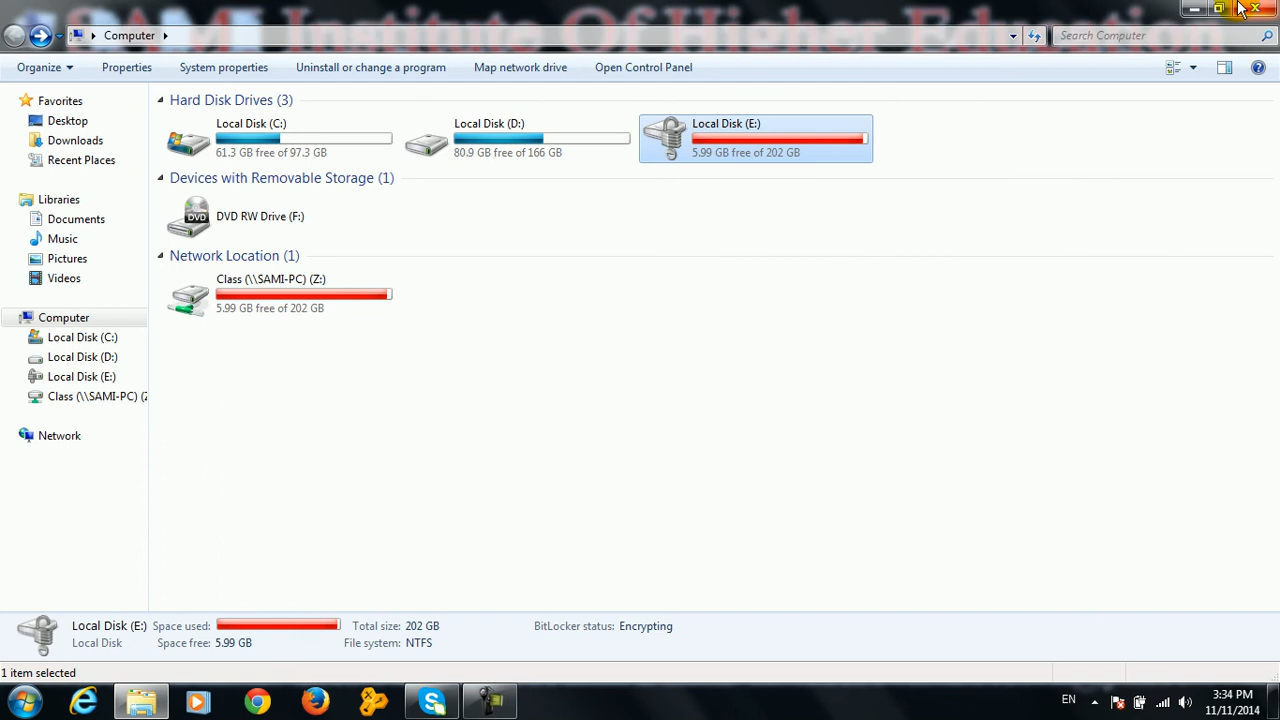 SAMI Institute Of Higher Education
Computer
Search Computer
Organize Properties System properties Uninstall or change a program Map network drive Open Control Panel
Favorites
Desktop
Downloads
Recent Places
Libraries
Documents
Music
Pictures
Videos
Computer
Local Disk (C:)
Local Disk (D:)
Local Disk (E:)
Class (\\SAMI-PC) (Z
Network
Hard Disk Drives (3)
Local Disk (C:)
61.3 GB free of 97.3 GB
Local Disk (D:)
80.9 GB free of 166 GB
Local Disk (E:)
5.99 GB free of 202 GB
Devices with Removable Storage (1)
DVD
DVD RW Drive (F:)
Network Location (1)
Class (\\SAMI-PC) (Z:)
5.99 GB free of 202 GB
Local Disk (E:) Space used: Total size: 202 GB BitLocker status: Encrypting
Local Disk Space free: 5.99 GB File system: NTFS
1 item selected
EN
3:34 PM
11/11/2014